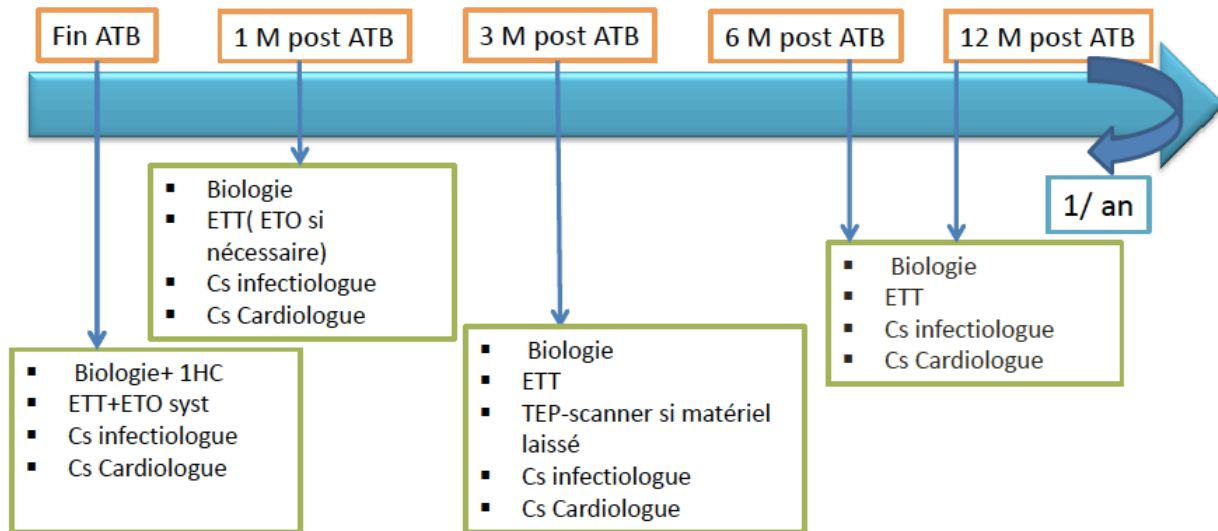 Fin ATB
1 M post ATB
3 M post ATB
6 M post ATB
12 M post ATB
1/ an
▪ Biologie+ 1HC
▪ ETT+ETO syst
▪ Cs infectiologue
▪ Cs Cardiologue
▪ Biologie
▪ ETT( ETO si
nécessaire)
▪ Cs infectiologue
▪ Cs Cardiologue
▪ Biologie
▪ ETT
▪ TEP-scanner si matériel
laissé
▪ Cs infectiologue
▪ Cs Cardiologue
▪ Biologie
▪ ETT
▪ Cs infectiologue
▪ Cs Cardiologue